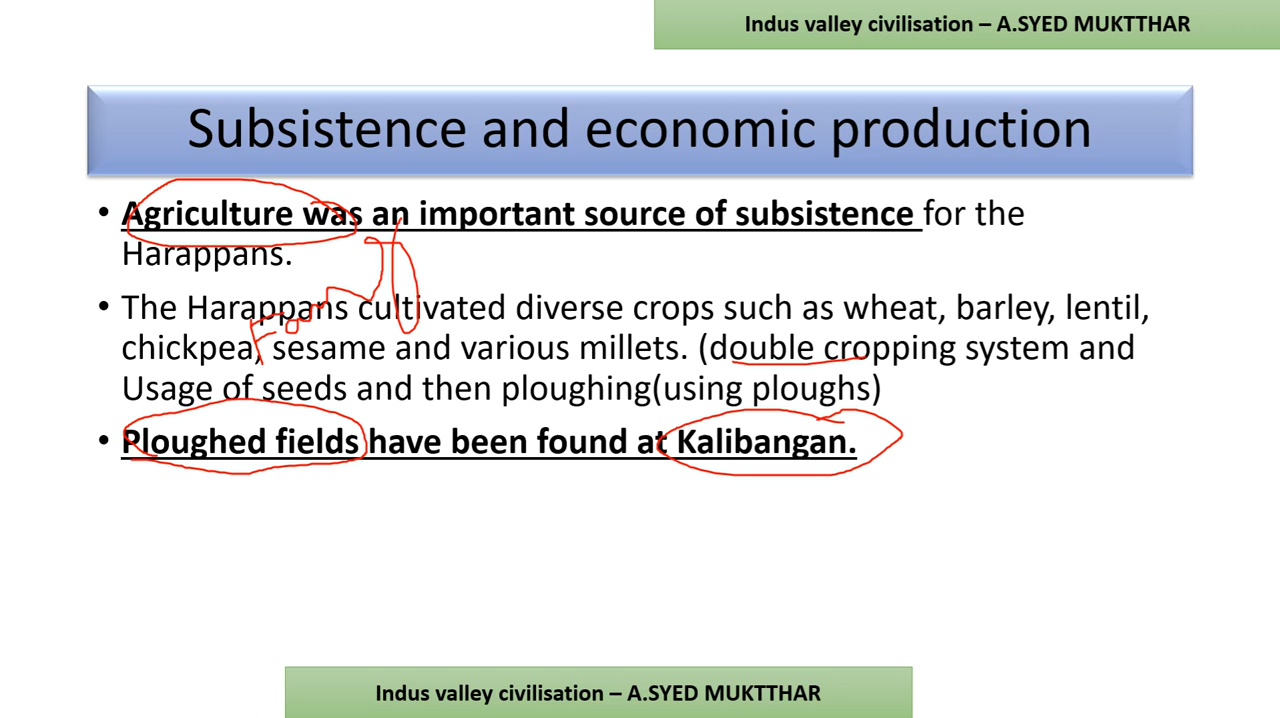 Indus valley civilisation – A.SYED MUKTTHAR
Subsistence and economic production
• Agriculture was an important source of subsistence for the
Harappans.
• The Harappans cultivated diverse crops such as wheat, barley, lentil,
chickpea, sesame and various millets. (double cropping system and
Usage of seeds and then ploughing(using ploughs)
• Ploughed fields have been found at Kalibangan.
Indus valley civilisation – A.SYED MUKTTHAR